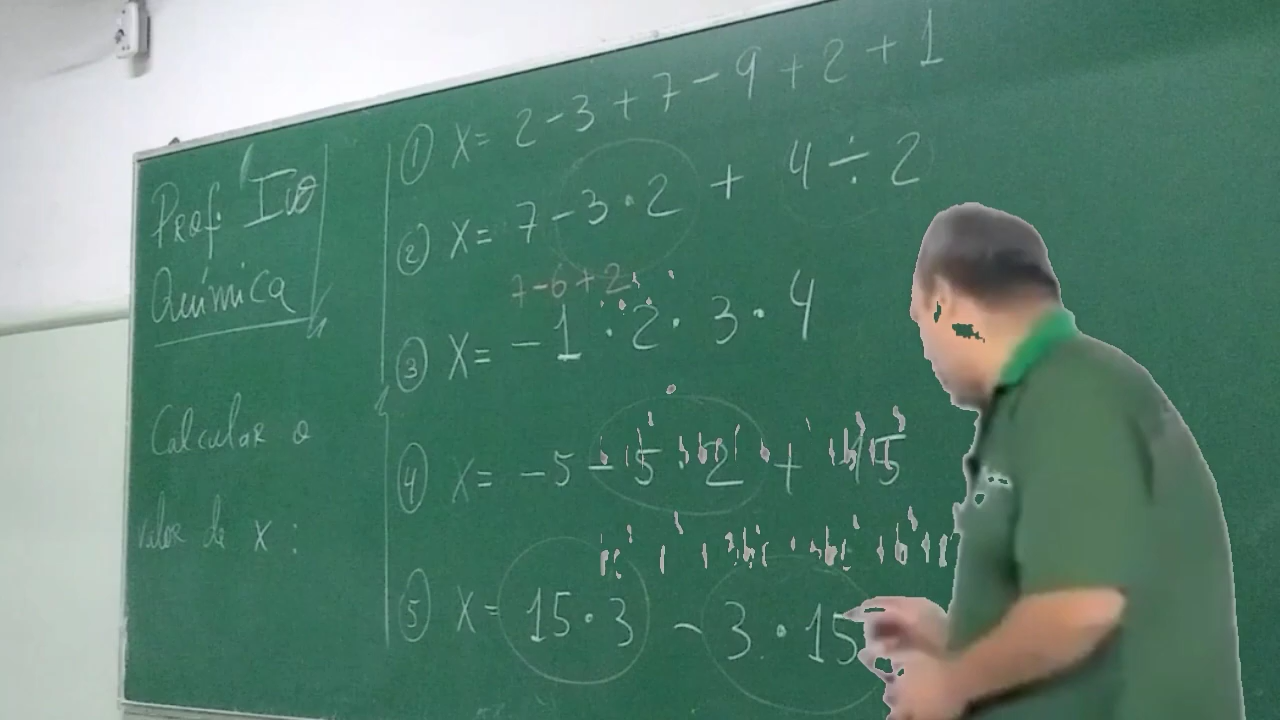 Prof. Ivo
Química
Calcular o
valor de x :
① X= 2-3+7-9+2+1
② X= 7-3·2 + 4÷2
7-6+2
③ X= -1·2·3·4
④ X= -5-5·2+15
⑤ X= 15·3 - 3·15